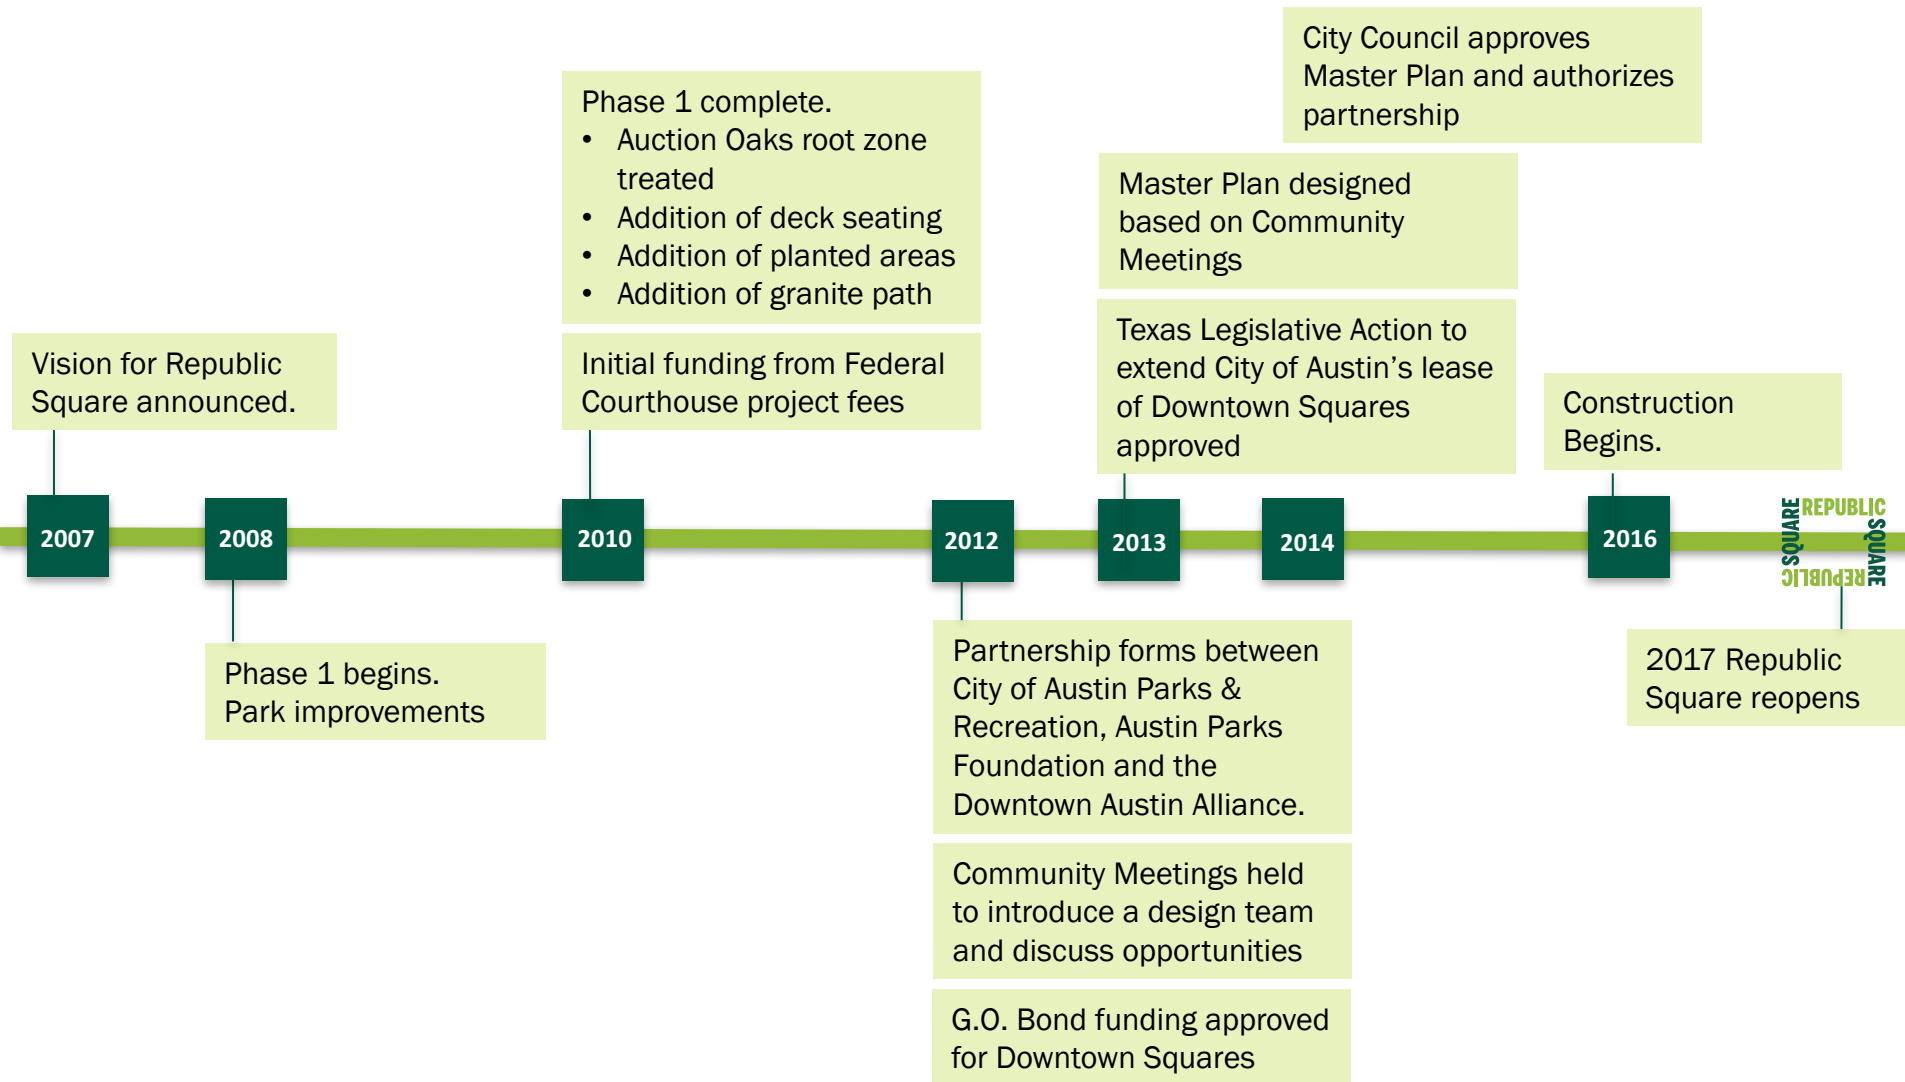 City Council approves
Master Plan and authorizes
partnership
Phase 1 complete.
• Auction Oaks root zone
treated
• Addition of deck seating
• Addition of planted areas
• Addition of granite path
Master Plan designed
based on Community
Meetings
Vision for Republic
Square announced.
Initial funding from Federal
Courthouse project fees
Texas Legislative Action to
extend City of Austin’s lease
of Downtown Squares
approved
Construction
Begins.
2007
2008
2010
2012
2013
2014
2016
REPUBLIC
SQUARE
REPUBLIC
SQUARE
Phase 1 begins.
Park improvements
Partnership forms between
City of Austin Parks &
Recreation, Austin Parks
Foundation and the
Downtown Austin Alliance.
2017 Republic
Square reopens
Community Meetings held
to introduce a design team
and discuss opportunities
G.O. Bond funding approved
for Downtown Squares